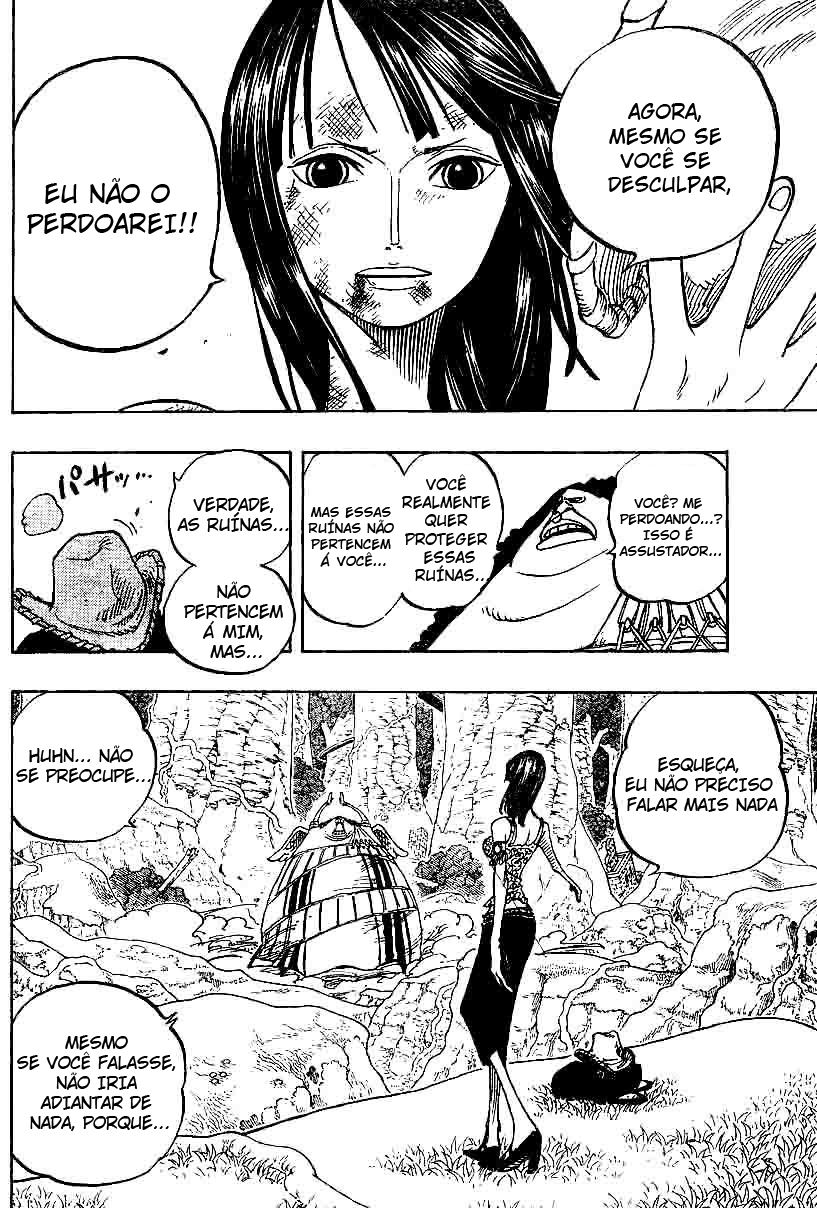 AGORA,
MESMO SE
VOCÊ SE
DESCULPAR,
EU NÃO O
PERDOAREI!!
VOCÊ? ME
PERDOANDO...?
ISSO É
ASSUSTADOR...
VOCÊ
REALMENTE
QUER
PROTEGER
ESSAS
RUÍNAS...
MAS ESSAS
RUÍNAS NÃO
PERTENCEM
Á VOCÊ...
パサッ...
VERDADE,
AS RUÍNAS...
NÃO
PERTENCEM
Á MIM,
MAS...
ESQUEÇA,
EU NÃO PRECISO
FALAR MAIS NADA
HUHN... NÃO
SE PREOCUPE...
MESMO
SE VOCÊ FALASSE,
NÃO IRIA
ADIANTAR DE
NADA, PORQUE...